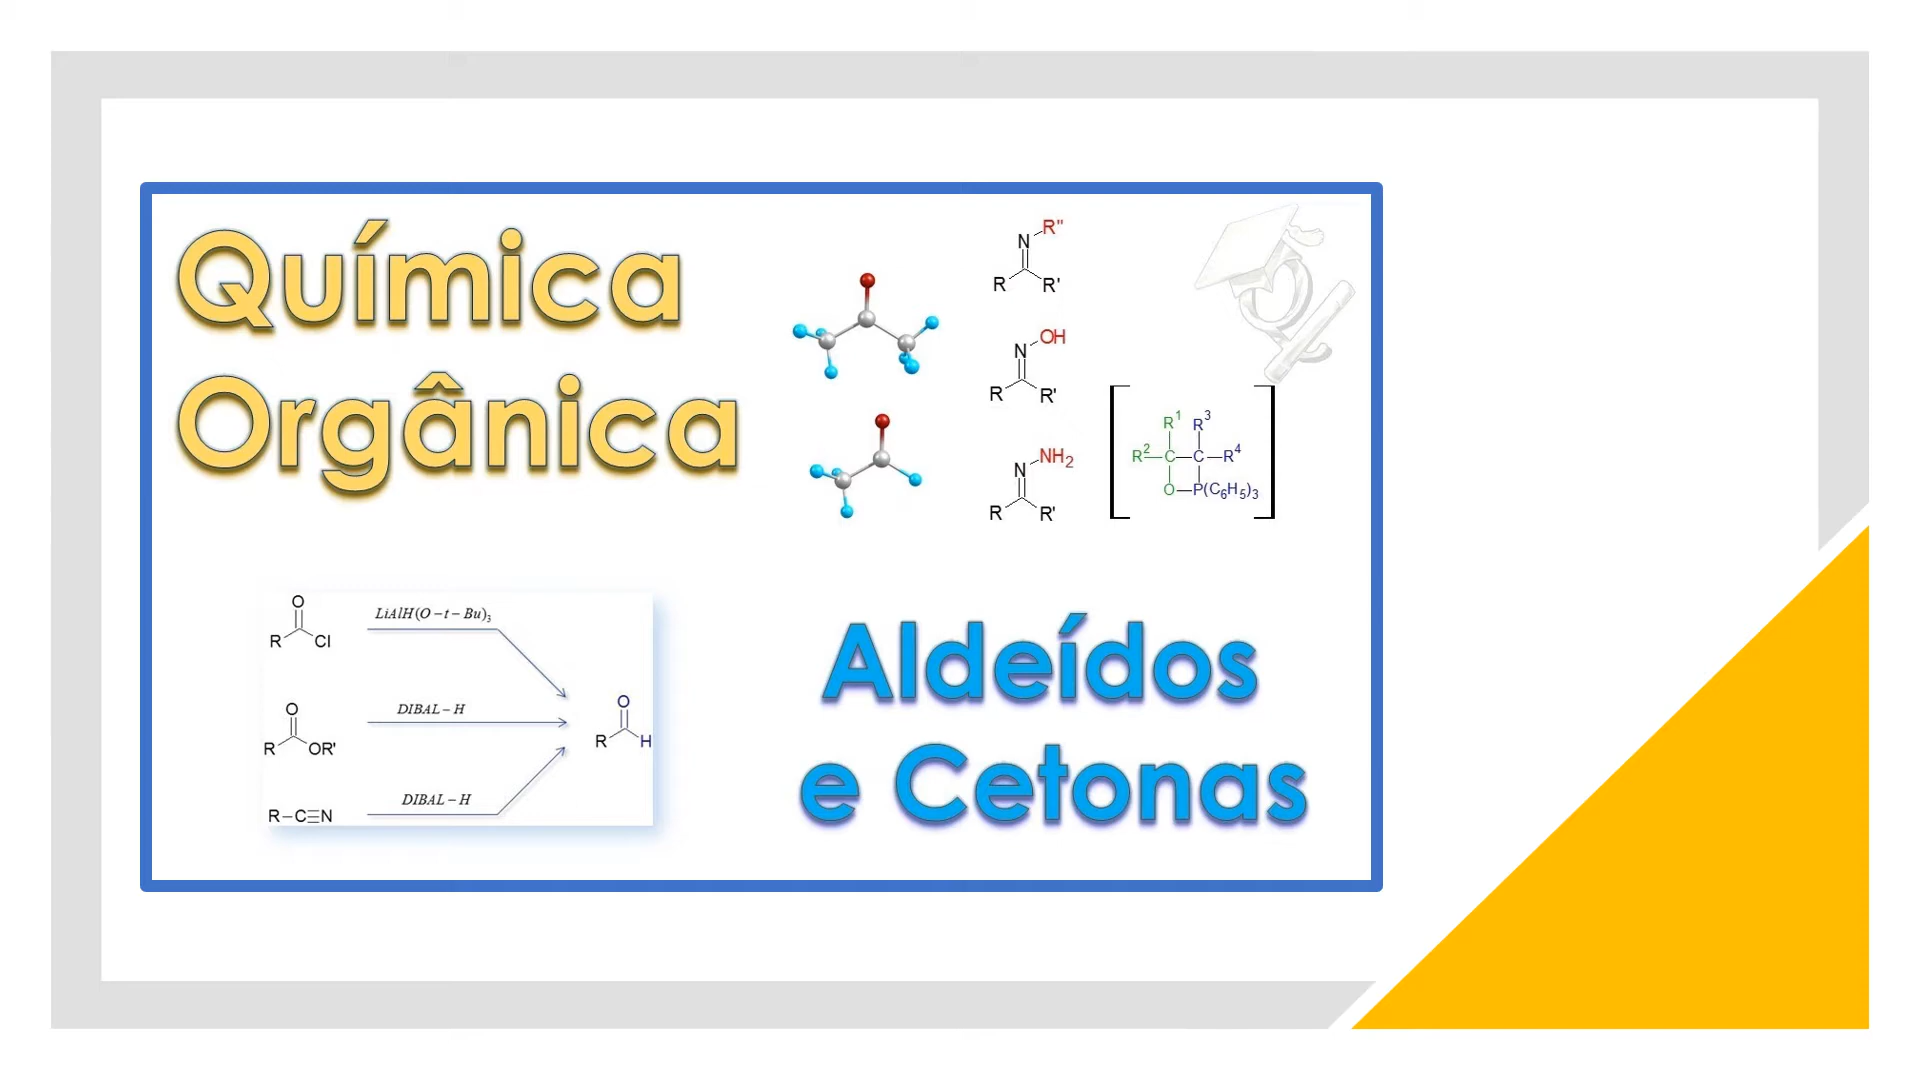 Química
Orgânica
R"
N
R R'
OH
N
R R'
NH2
N
R R'
R1 R3
R2—C—C—R4
O—P(C6H5)3
O
R Cl
LiAlH(O−t−Bu)3
O
R OR'
DIBAL−H
O
R H
R−C≡N
DIBAL−H
Aldeídos
e Cetonas